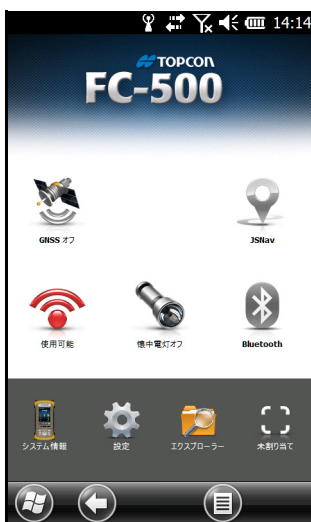 14:14
TOPCON
FC-500
GNSS オフ
JSNav
使用可能
懐中電灯オフ
Bluetooth
システム情報
設定
エクスプローラー
未割り当て